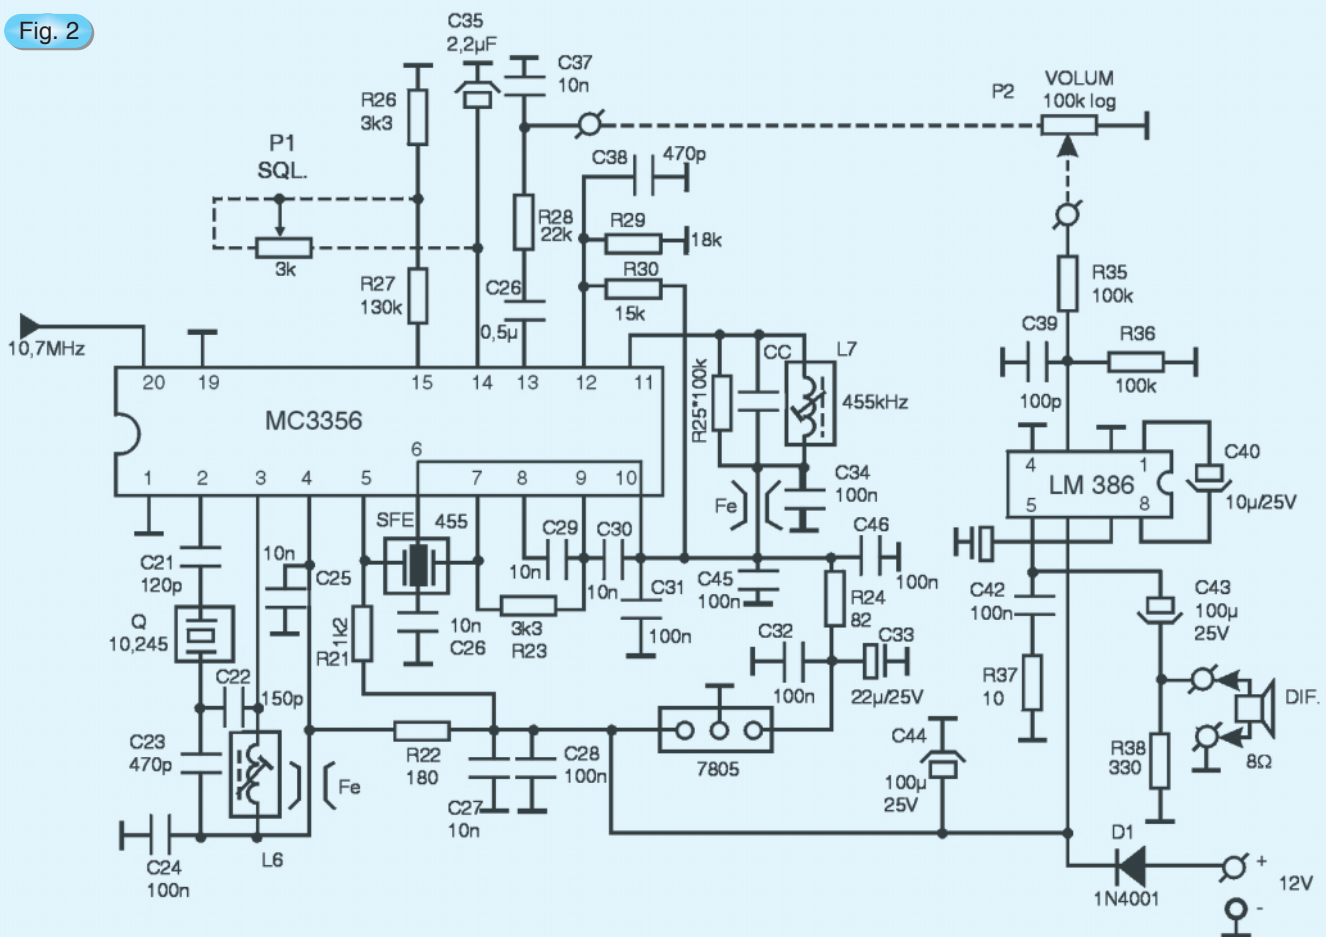 Fig. 2
C35
2,2µF
C37
10n
R26
3k3
P1
SQL.
3k
R27
130k
C38
470p
R28
22k
R29
18k
R30
15k
C26
0,5µ
P2
VOLUM
100k log
R35
100k
C39
100p
R36
100k
10,7MHz
20
19
15
14
13
12
11
MC3356
1
2
3
4
5
6
7
8
9
10
R25*100k
CC
L7
455kHz
Fe
C34
100n
C46
100n
4
1
LM 386
5
8
C40
10µ/25V
C21
120p
10n
C25
SFE
455
C29
10n
C30
10n
C31
100n
C45
100n
R24
82
C42
100n
C43
100µ
25V
Q
10,245
R21
1k2
10n
C26
3k3
R23
C32
100n
C33
22µ/25V
R37
10
DIF.
8Ω
C22
150p
C23
470p
Fe
R22
180
C27
10n
C28
100n
7805
C44
100µ
25V
R38
330
C24
100n
L6
D1
1N4001
+
12V
-